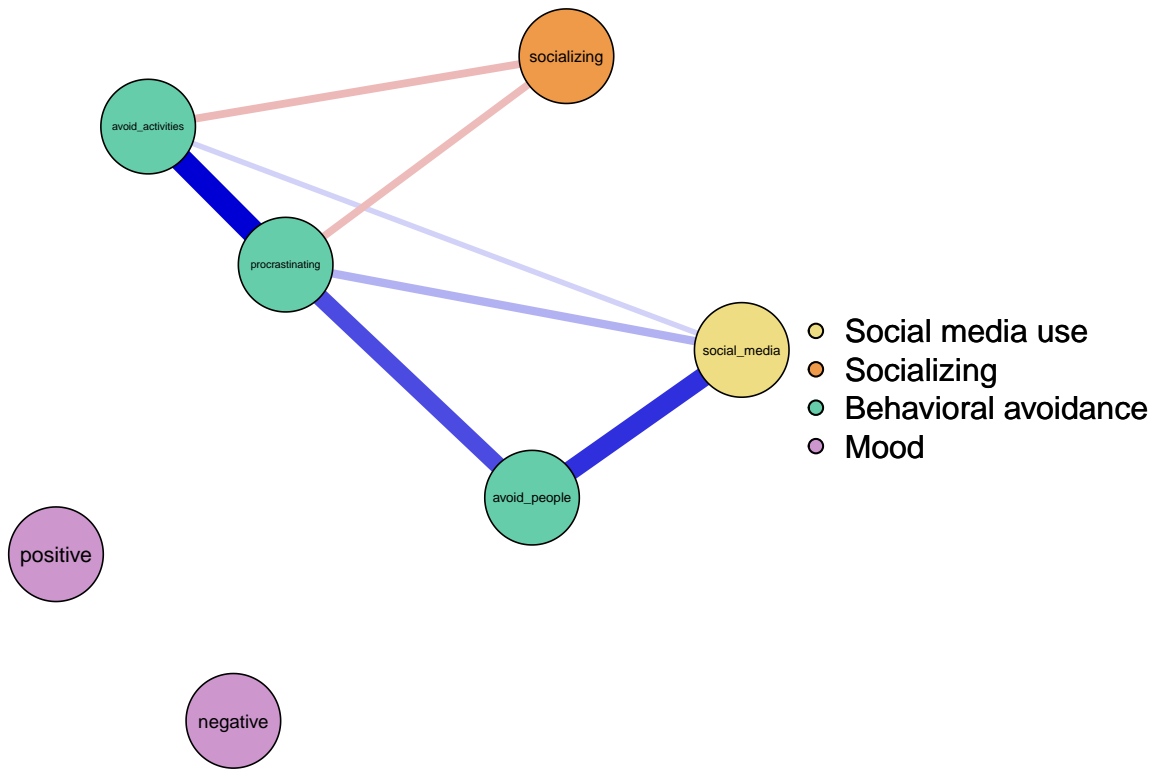 socializing
avoid_activities
procrastinating
social_media
avoid_people
positive
negative
Social media use
Socializing
Behavioral avoidance
Mood